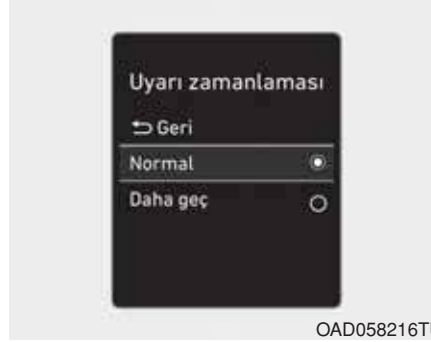 Uyarı zamanlaması
Geri
Normal
Daha geç
OAD058216T